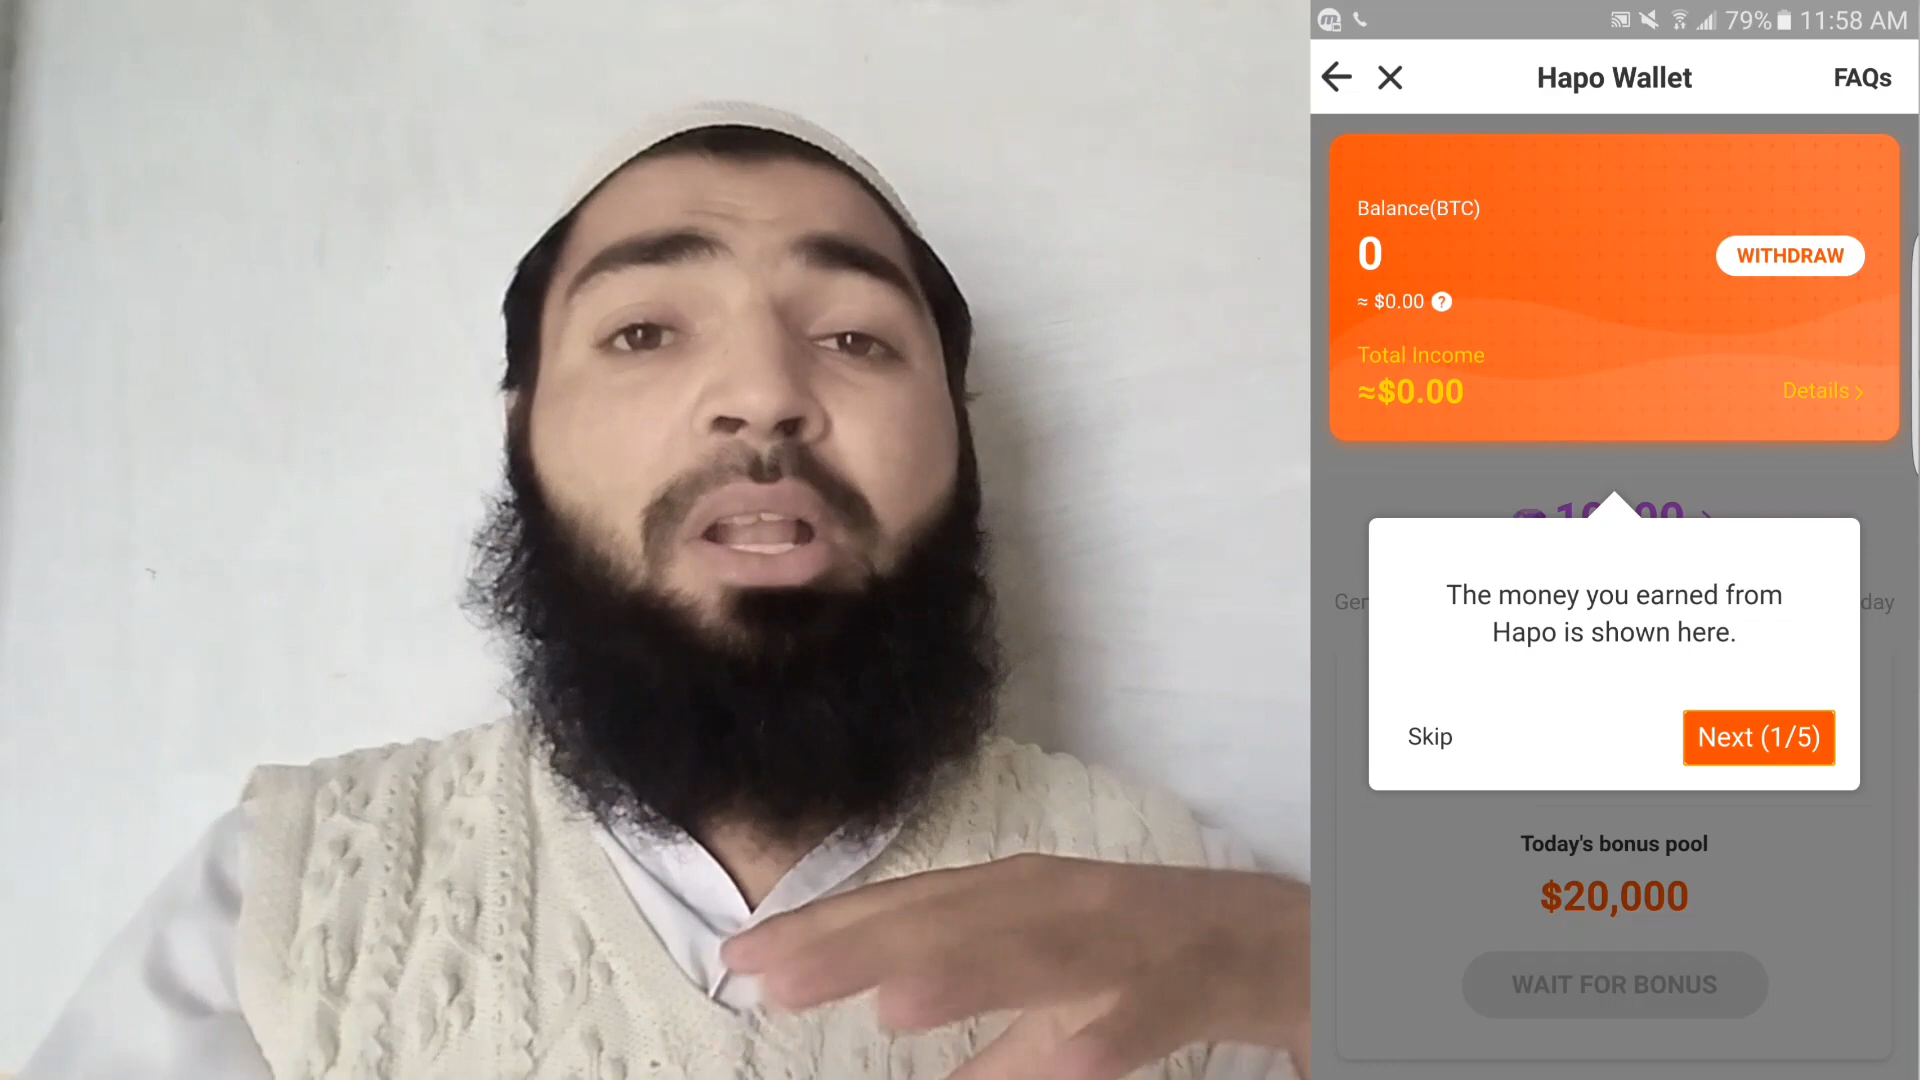 79% 11:58 AM
Hapo Wallet
FAQs
Balance(BTC)
0
WITHDRAW
≈ $0.00 ?
Total Income
≈$0.00
Details >
The money you earned from
Hapo is shown here.
Skip
Next (1/5)
Today's bonus pool
$20,000
WAIT FOR BONUS